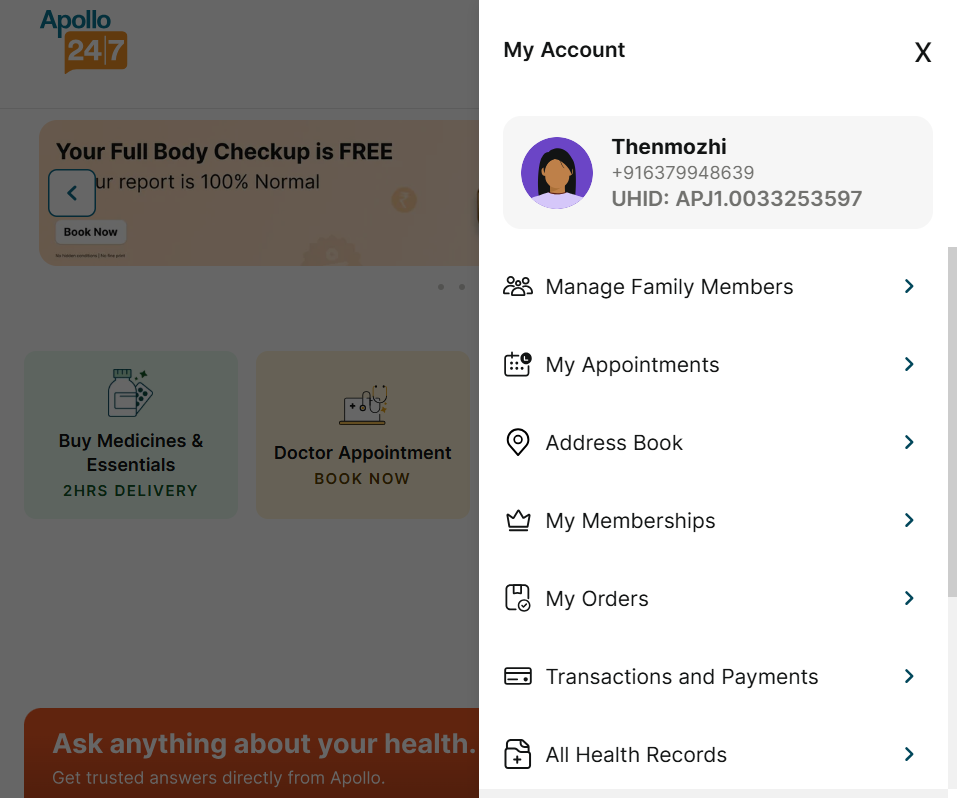 Apollo
24|7
Your Full Body Checkup is FREE
ur report is 100% Normal
Book Now
Buy Medicines &
Essentials
2HRS DELIVERY
Doctor Appointment
BOOK NOW
Ask anything about your health.
Get trusted answers directly from Apollo.
My Account
X
Thenmozhi
+916379948639
UHID: APJ1.0033253597
Manage Family Members
My Appointments
Address Book
My Memberships
My Orders
Transactions and Payments
All Health Records